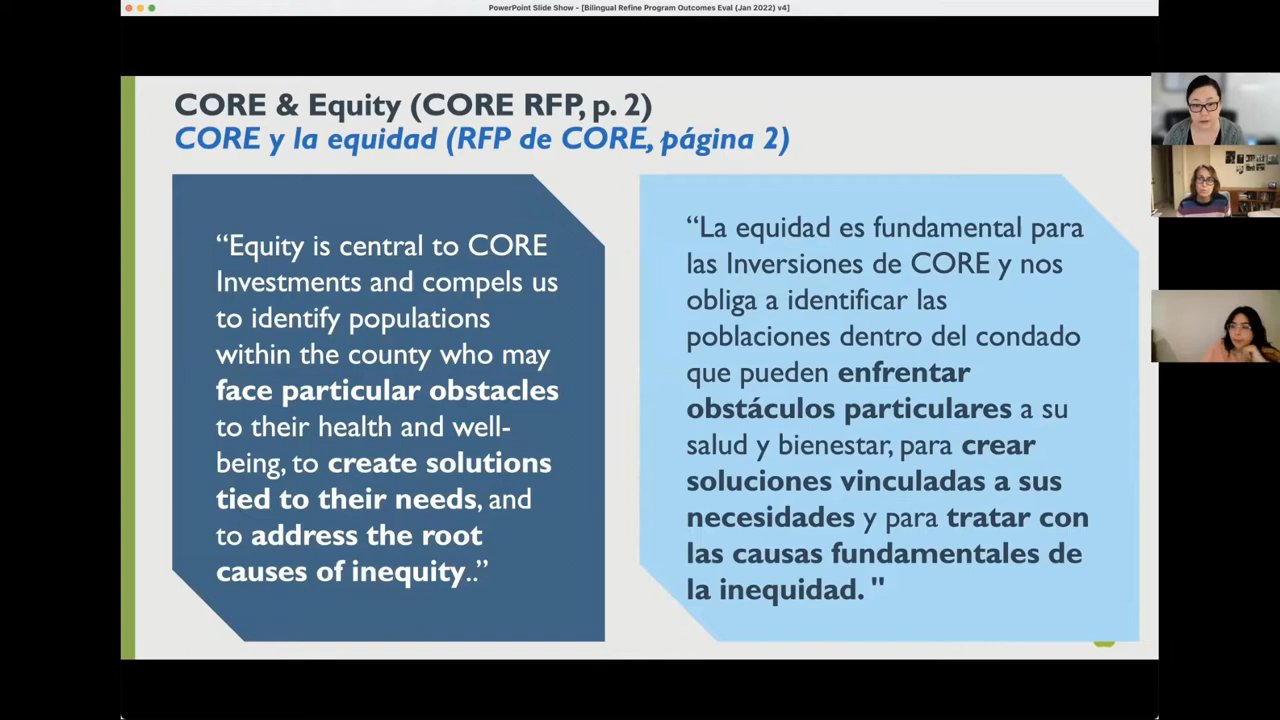 PowerPoint Slide Show - [Bilingual Refine Program Outcomes Eval (Jan 2022) v4]
CORE & Equity (CORE RFP, p. 2)
CORE y la equidad (RFP de CORE, página 2)
“Equity is central to CORE
Investments and compels us
to identify populations
within the county who may
face particular obstacles
to their health and well-
being, to create solutions
tied to their needs, and
to address the root
causes of inequity..”
“La equidad es fundamental para
las Inversiones de CORE y nos
obliga a identificar las
poblaciones dentro del condado
que pueden enfrentar
obstáculos particulares a su
salud y bienestar, para crear
soluciones vinculadas a sus
necesidades y para tratar con
las causas fundamentales de
la inequidad. "